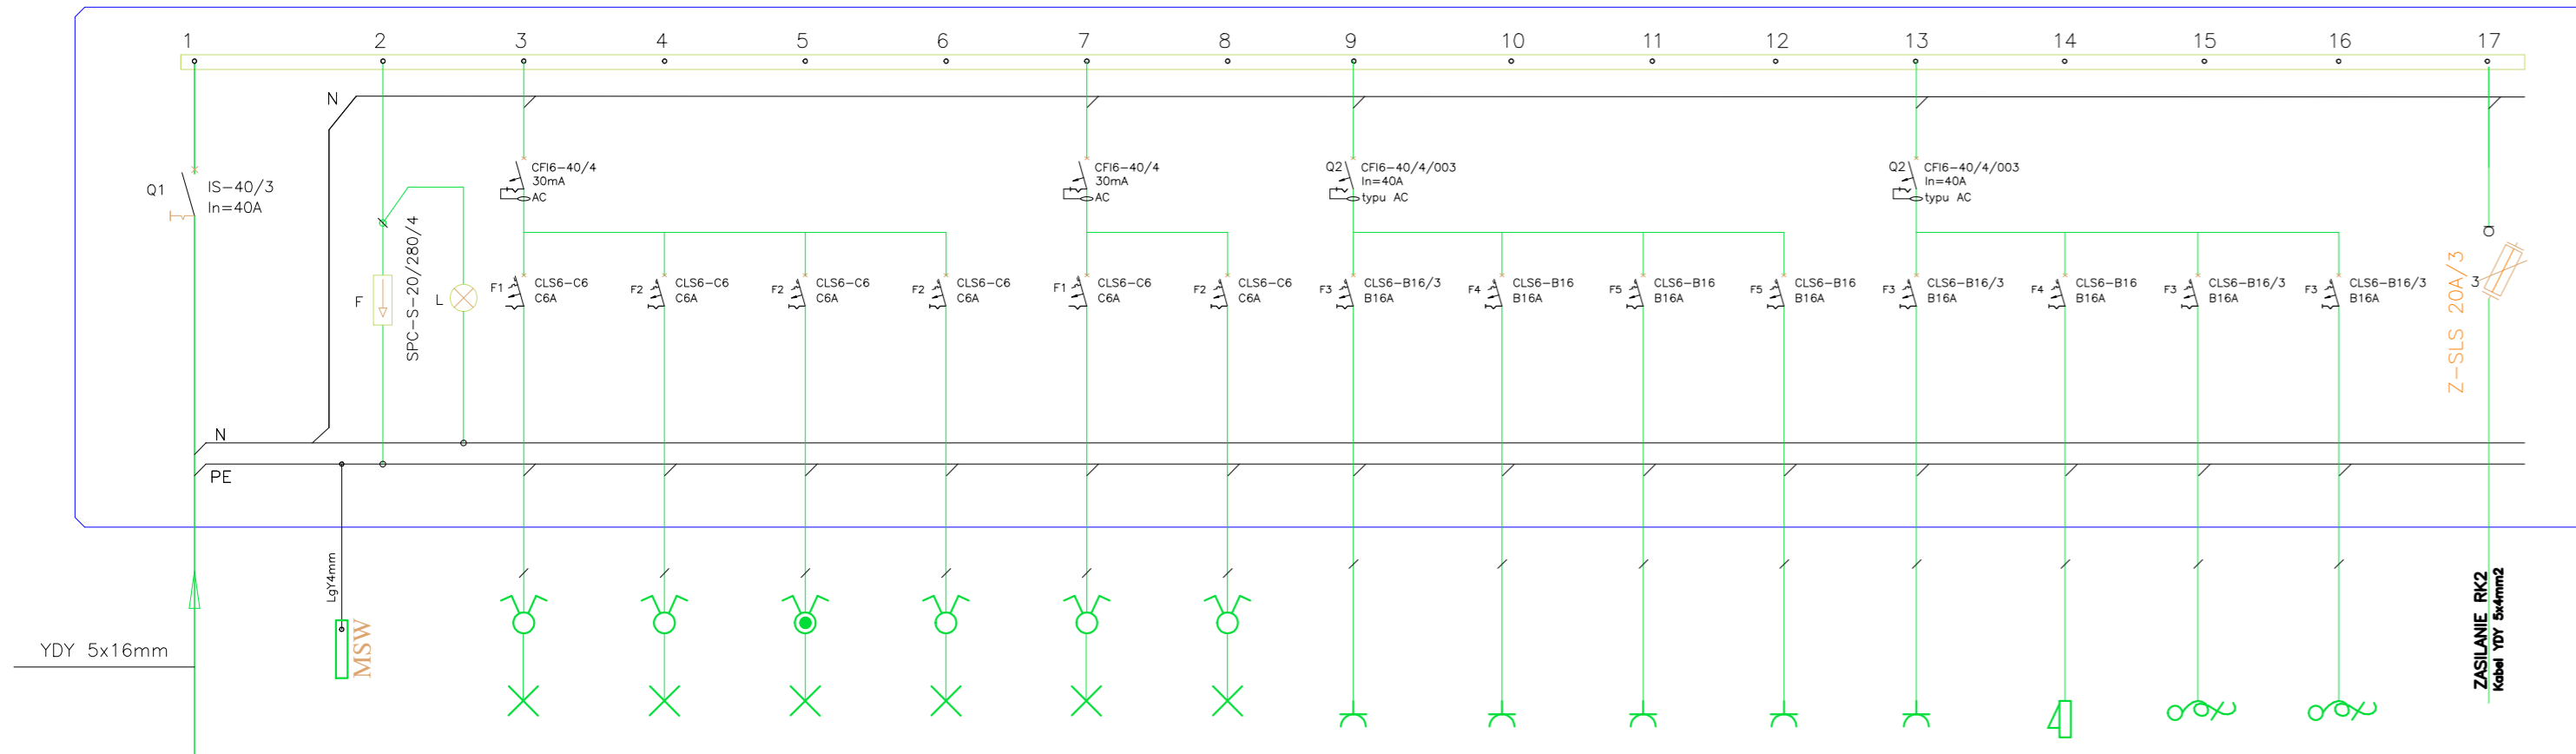 1 2 3 4 5 6 7 8 9 10 11 12 13 14 15 16 17
N
Q1
IS-40/3
In=40A
CFI6-40/4
30mA
AC
CFI6-40/4
30mA
AC
Q2
CFI6-40/4/003
In=40A
typu AC
Q2
CFI6-40/4/003
In=40A
typu AC
F
SPC-S-20/280/4
L
F1
CLS6-C6
C6A
F2
CLS6-C6
C6A
F2
CLS6-C6
C6A
F2
CLS6-C6
C6A
F1
CLS6-C6
C6A
F2
CLS6-C6
C6A
F3
CLS6-B16/3
B16A
F4
CLS6-B16
B16A
F5
CLS6-B16
B16A
F5
CLS6-B16
B16A
F3
CLS6-B16/3
B16A
F4
CLS6-B16
B16A
F3
CLS6-B16/3
B16A
F3
CLS6-B16/3
B16A
Z-SLS 20A/3
3
N
PE
LgY4mm
MSW
YDY 5x16mm
ZASILANIE RK2
Kabel YDY 5x4mm2